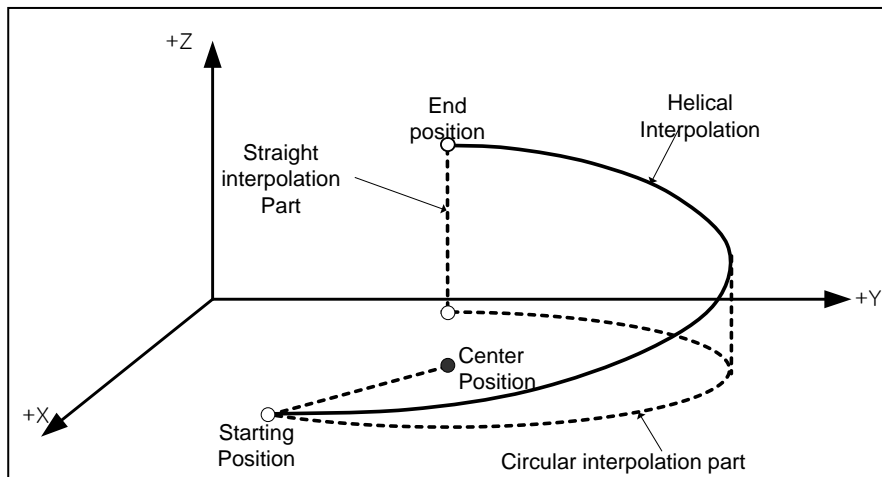 +Z
End
position
Helical
Interpolation
Straight
interpolation
Part
+Y
Center
Position
+X
Starting
Position
Circular interpolation part